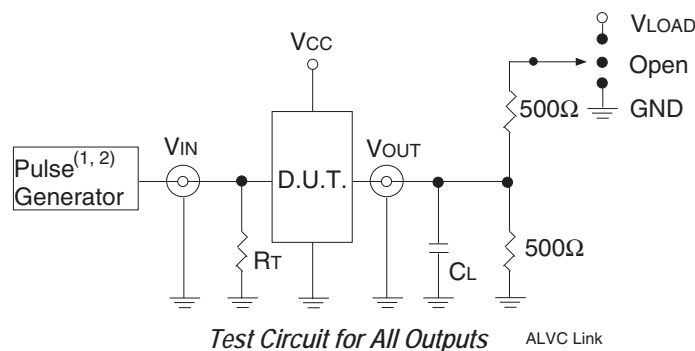 VLOAD
VCC
Open
500Ω
GND
VIN
VOUT
Pulse(1, 2)
Generator
D.U.T.
RT
CL
500Ω
Test Circuit for All Outputs
ALVC Link